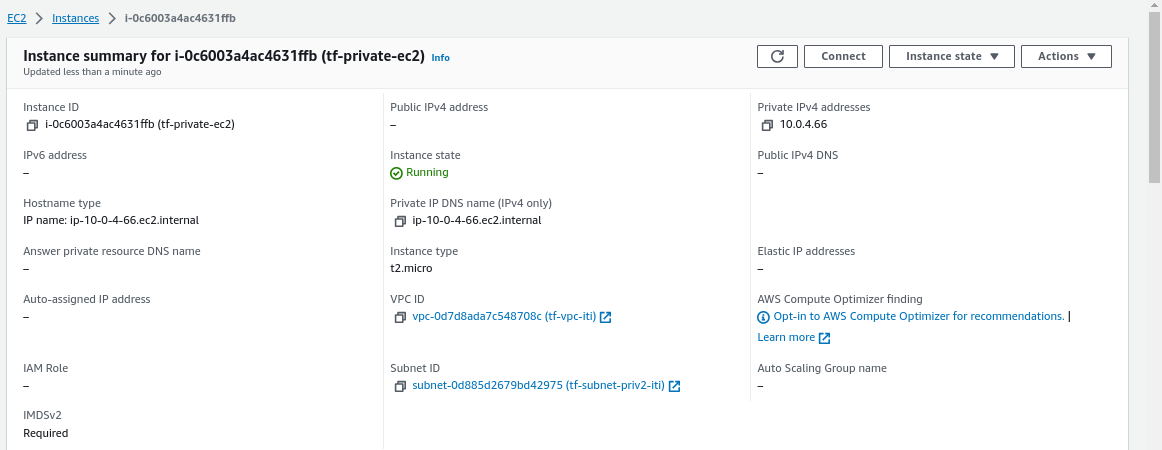 EC2 > Instances > i-0c6003a4ac4631ffb
Instance summary for i-0c6003a4ac4631ffb (tf-private-ec2) Info
Updated less than a minute ago
Connect
Instance state
Actions
Instance ID
i-0c6003a4ac4631ffb (tf-private-ec2)
Public IPv4 address
–
Private IPv4 addresses
10.0.4.66
IPv6 address
–
Instance state
Running
Public IPv4 DNS
–
Hostname type
IP name: ip-10-0-4-66.ec2.internal
Private IP DNS name (IPv4 only)
ip-10-0-4-66.ec2.internal
Answer private resource DNS name
–
Instance type
t2.micro
Elastic IP addresses
–
Auto-assigned IP address
–
VPC ID
vpc-0d7d8ada7c548708c (tf-vpc-iti)
AWS Compute Optimizer finding
Opt-in to AWS Compute Optimizer for recommendations. |
Learn more
IAM Role
–
Subnet ID
subnet-0d885d2679bd42975 (tf-subnet-priv2-iti)
Auto Scaling Group name
–
IMDSv2
Required